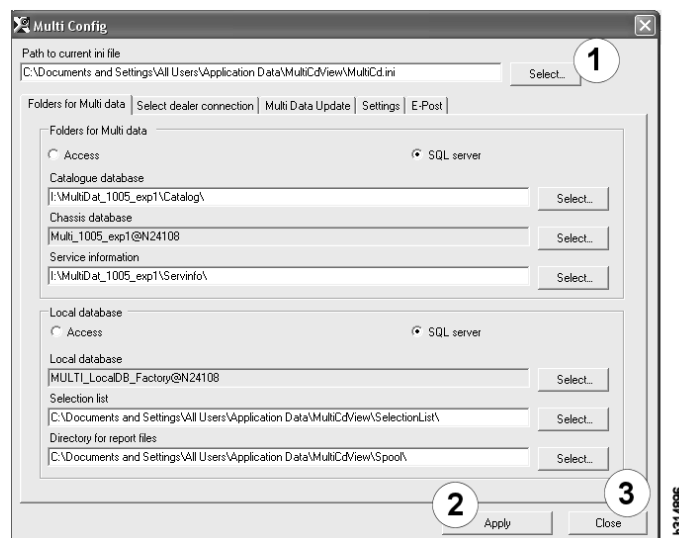 Multi Config
Path to current ini file
C:\Documents and Settings\All Users\Application Data\MultiCdView\MultiCd.ini
Select...
1
Folders for Multi data
Select dealer connection
Multi Data Update
Settings
E-Post
Folders for Multi data
Access
SQL server
Catalogue database
I:\MultiDat_1005_exp1\Catalog\
Select...
Chassis database
Multi_1005_exp1@N24108
Select...
Service information
I:\MultiDat_1005_exp1\Servinfo\
Select...
Local database
Access
SQL server
Local database
MULTI_LocalDB_Factory@N24108
Select...
Selection list
C:\Documents and Settings\All Users\Application Data\MultiCdView\SelectionList\
Select...
Directory for report files
C:\Documents and Settings\All Users\Application Data\MultiCdView\Spool\
Select...
2
Apply
3
Close
b314896